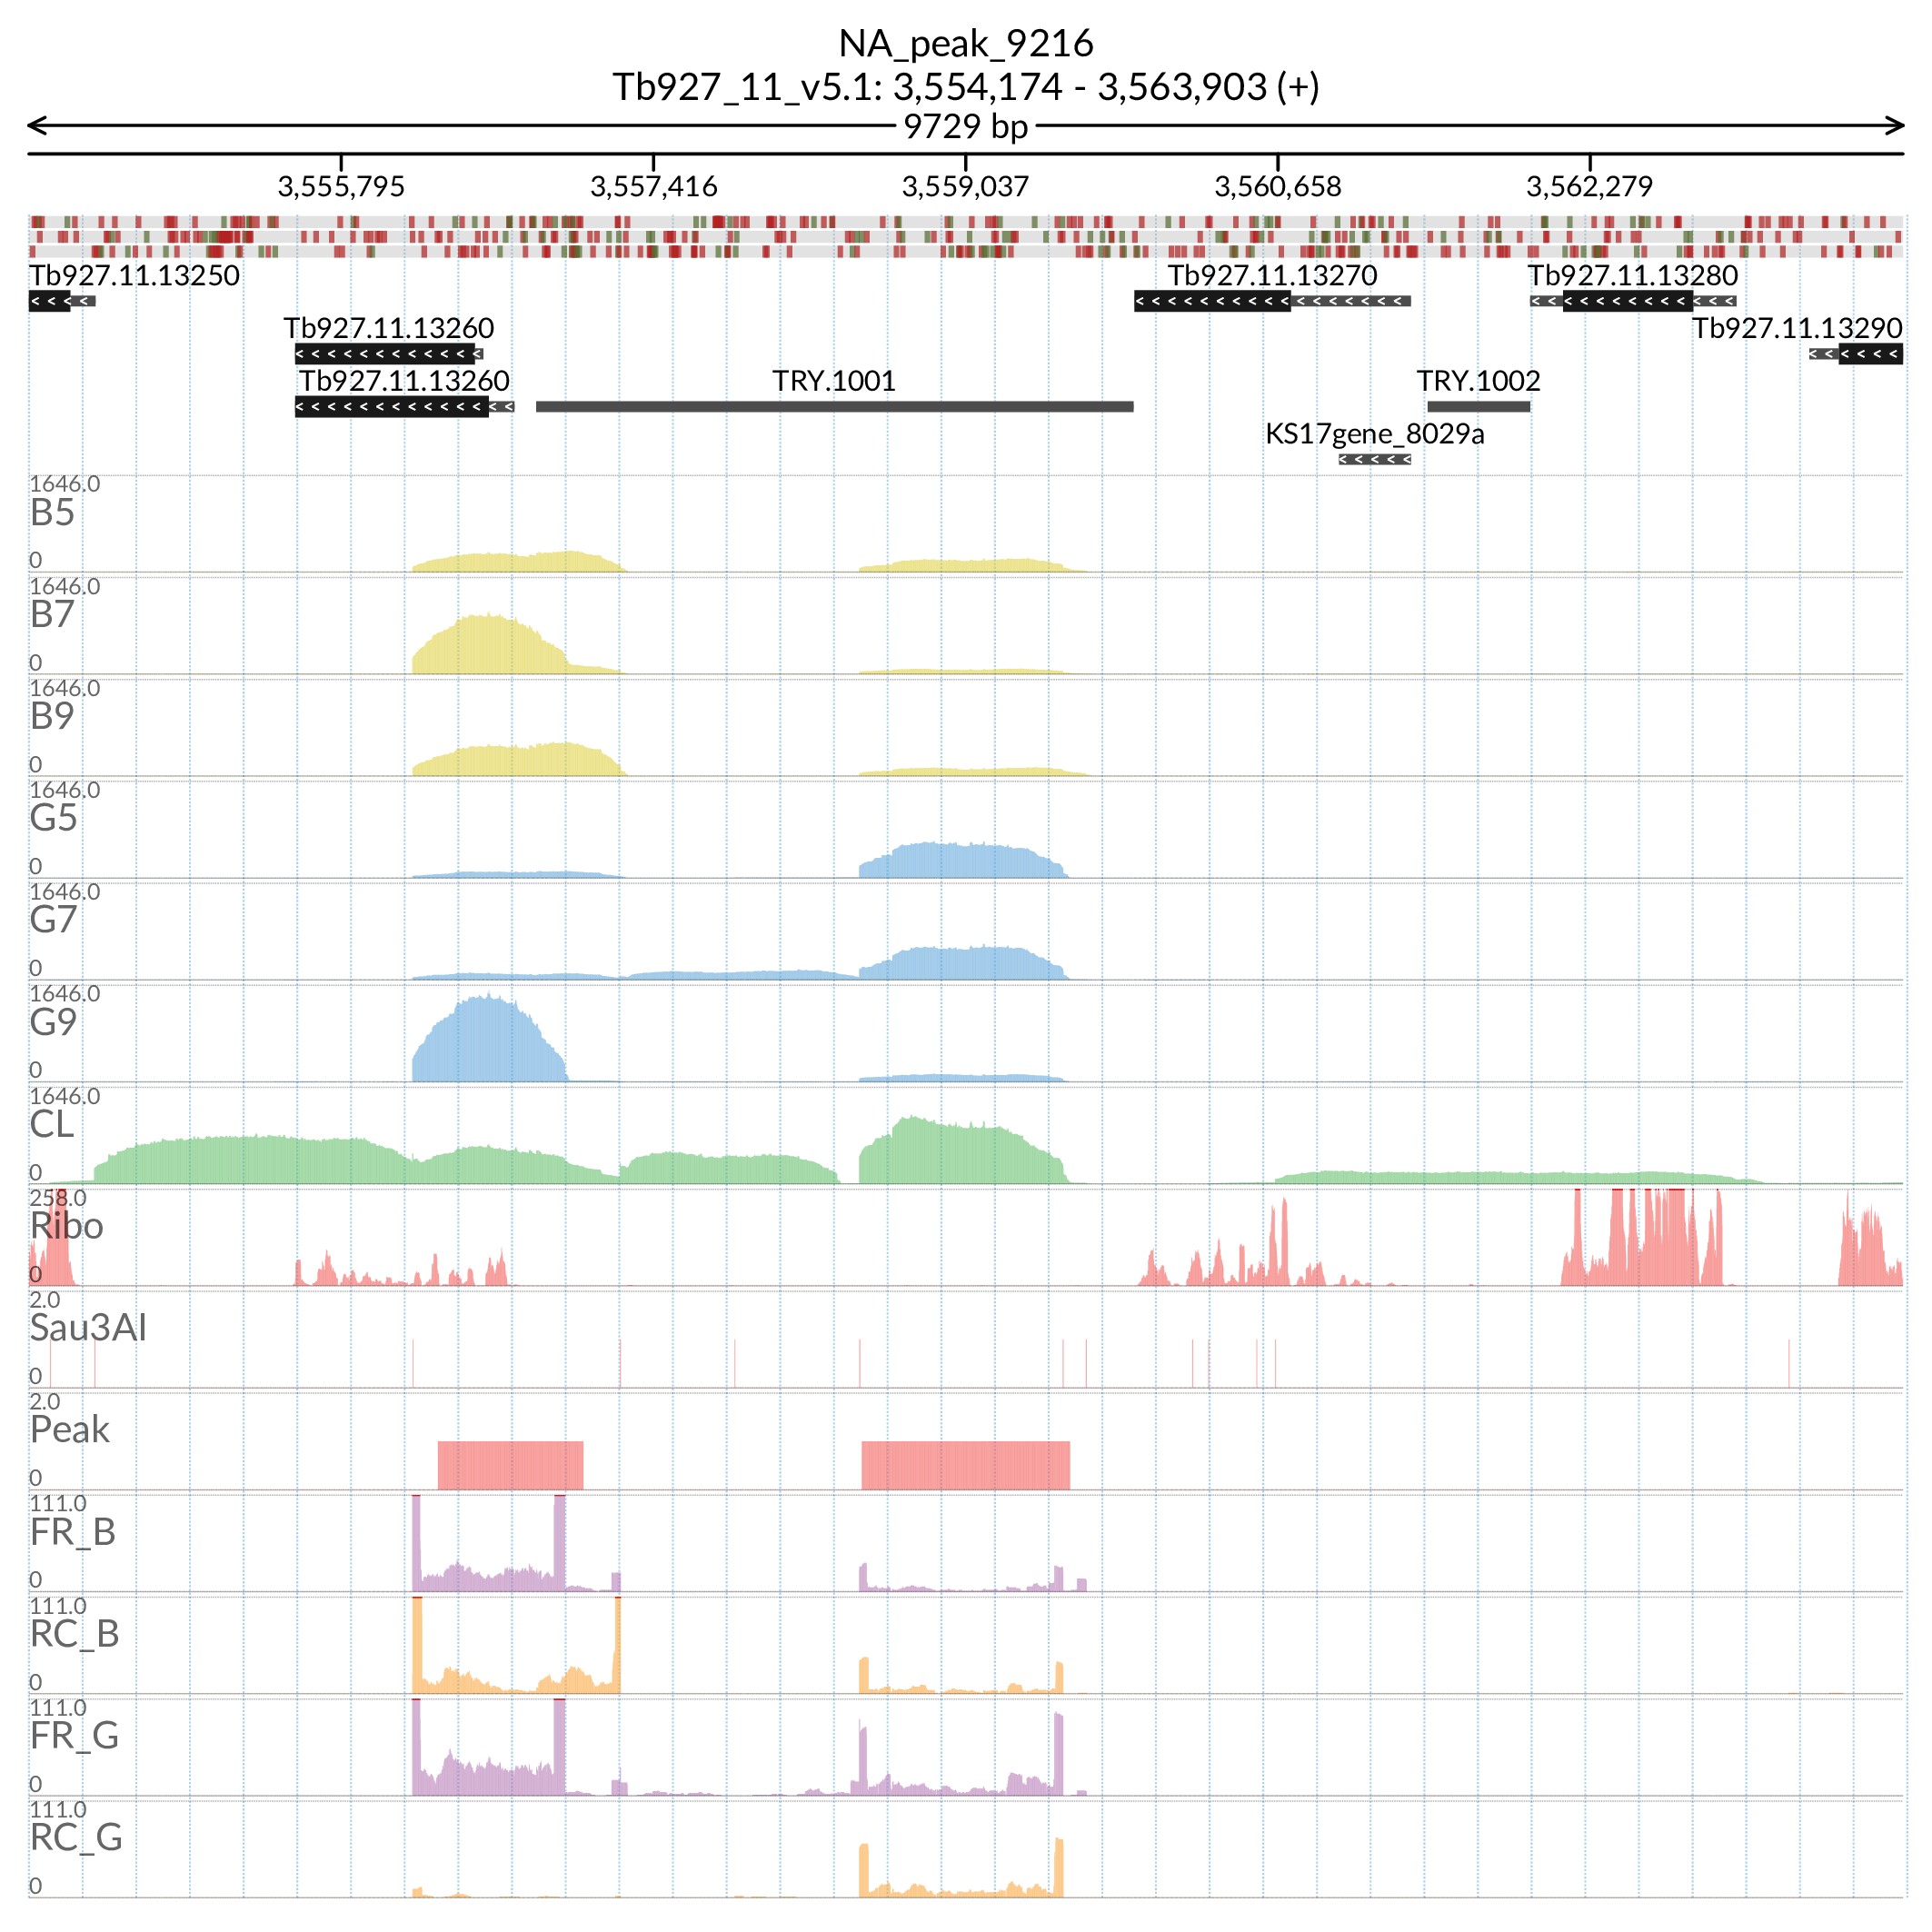 NA_peak_9216
Tb927_11_v5.1: 3,554,174 - 3,563,903 (+)
9729 bp
3,555,795 3,557,416 3,559,037 3,560,658 3,562,279
Tb927.11.13250 Tb927.11.13270 Tb927.11.13280
Tb927.11.13260 Tb927.11.13290
Tb927.11.13260 TRY.1001 TRY.1002
KS17gene_8029a
1646.0
B5
0
1646.0
B7
0
1646.0
B9
0
1646.0
G5
0
1646.0
G7
0
1646.0
G9
0
1646.0
CL
0
258.0
Ribo
0
2.0
Sau3AI
0
2.0
Peak
0
111.0
FR_B
0
111.0
RC_B
0
111.0
FR_G
0
111.0
RC_G
0